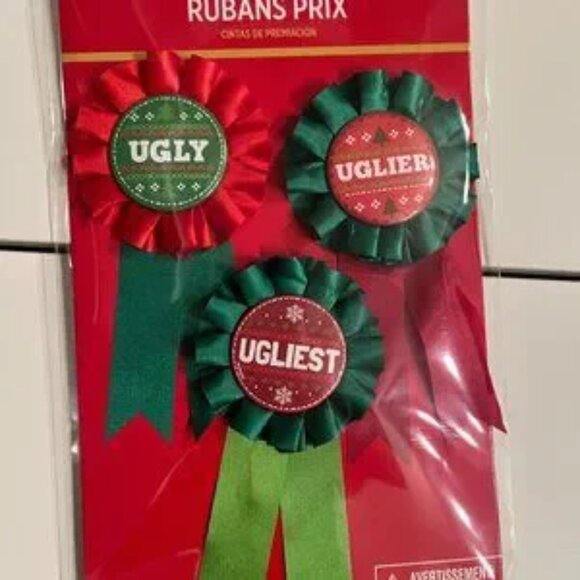 RUBANS PRIX
CINTAS DE PREMIACIÓN
UGLY
UGLIER
UGLIEST
AVERTISSEMENT